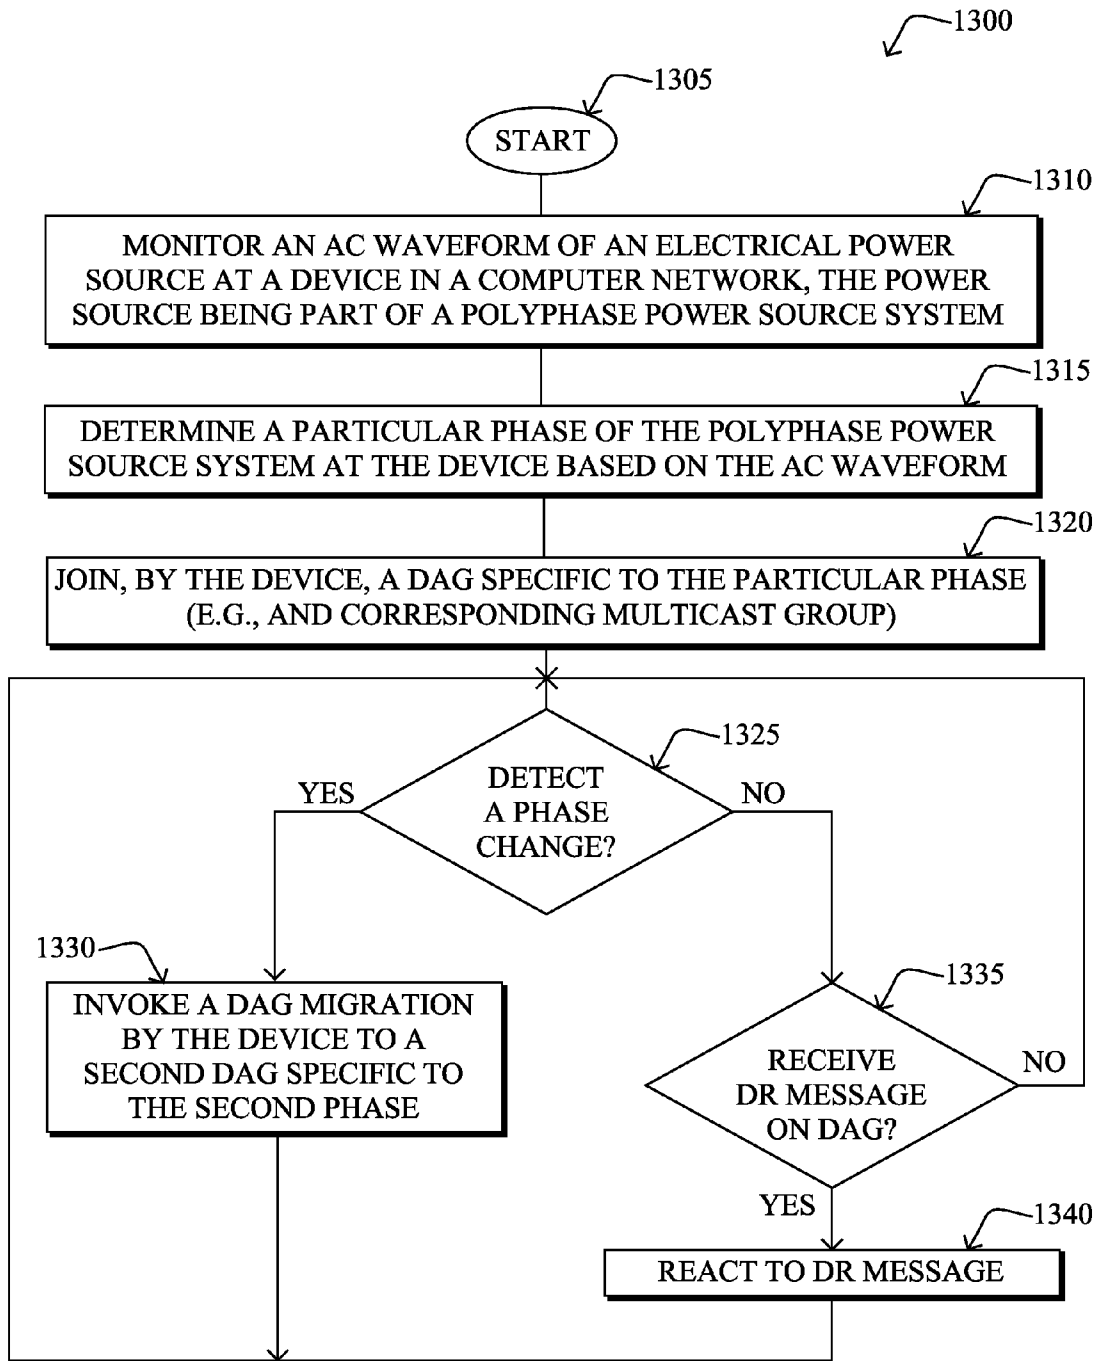 1300
1305
START
1310
MONITOR AN AC WAVEFORM OF AN ELECTRICAL POWER
SOURCE AT A DEVICE IN A COMPUTER NETWORK, THE POWER
SOURCE BEING PART OF A POLYPHASE POWER SOURCE SYSTEM
1315
DETERMINE A PARTICULAR PHASE OF THE POLYPHASE POWER
SOURCE SYSTEM AT THE DEVICE BASED ON THE AC WAVEFORM
1320
JOIN, BY THE DEVICE, A DAG SPECIFIC TO THE PARTICULAR PHASE
(E.G., AND CORRESPONDING MULTICAST GROUP)
1325
DETECT
A PHASE
CHANGE?
YES
NO
1330
INVOKE A DAG MIGRATION
BY THE DEVICE TO A
SECOND DAG SPECIFIC TO
THE SECOND PHASE
1335
RECEIVE
DR MESSAGE
ON DAG?
NO
YES
1340
REACT TO DR MESSAGE